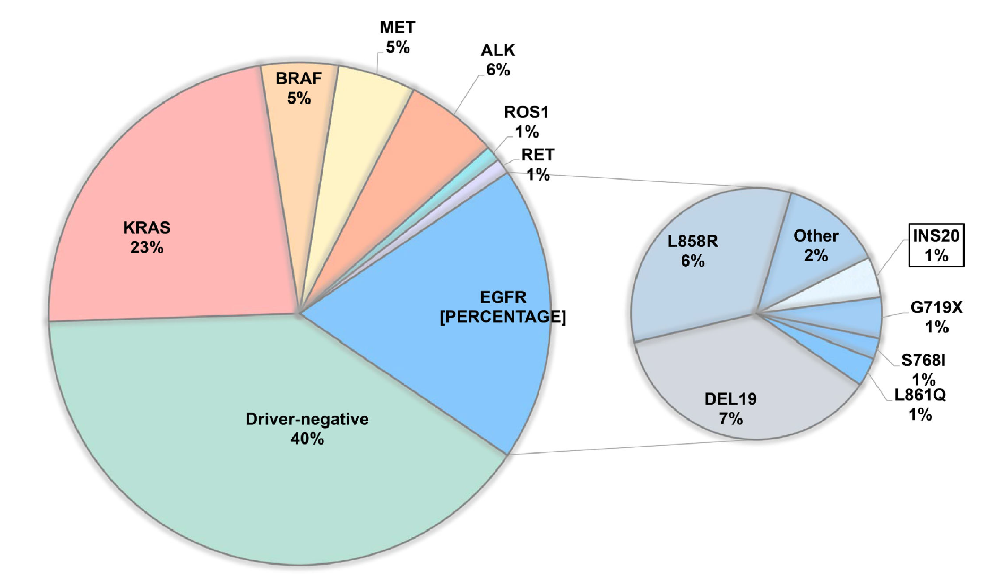 MET
5%
ALK
6%
BRAF
5%
ROS1
1%
RET
1%
KRAS
23%
EGFR
[PERCENTAGE]
Driver-negative
40%
L858R
6%
Other
2%
INS20
1%
G719X
1%
S768I
1%
L861Q
1%
DEL19
7%